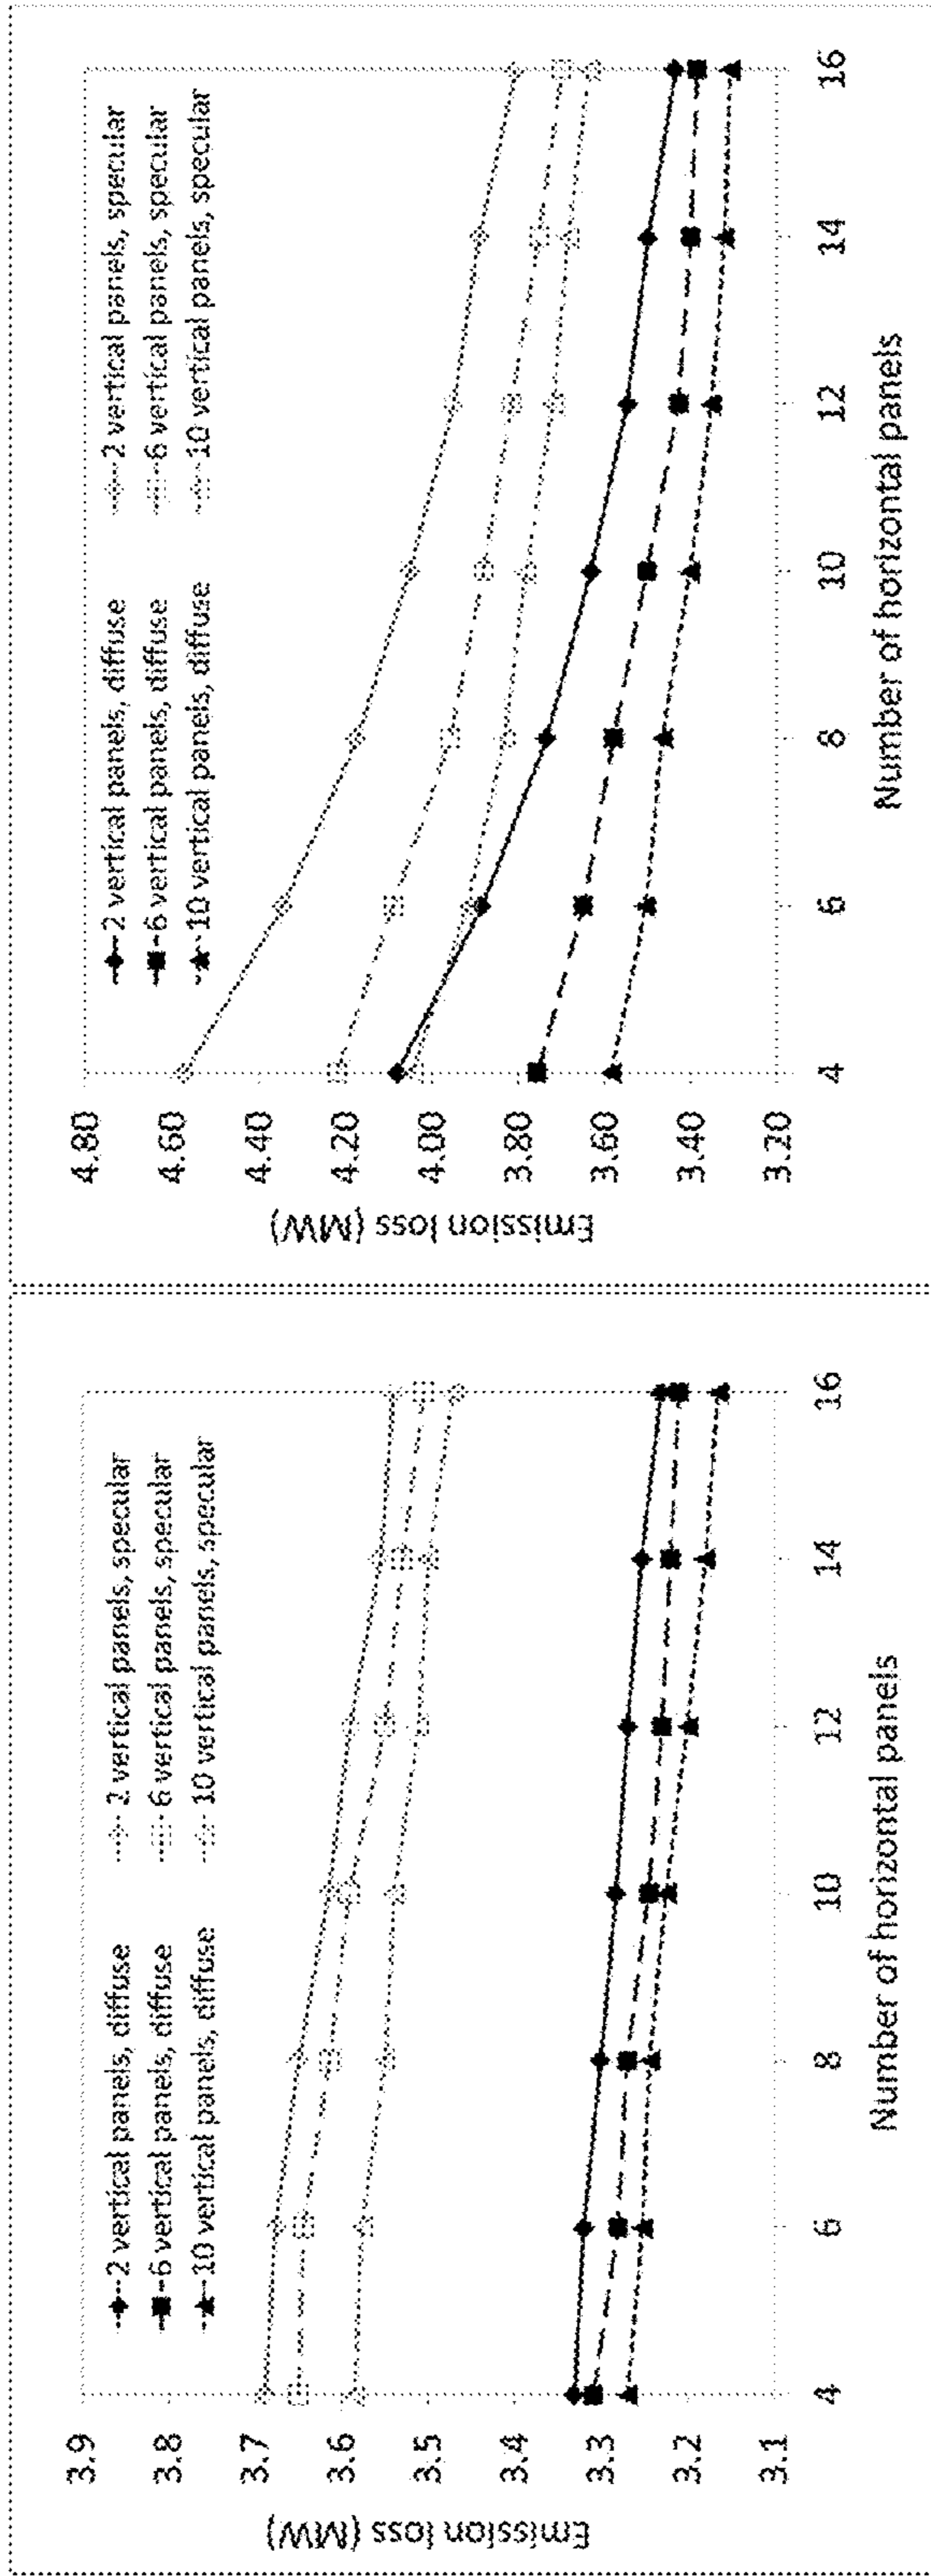 Emission loss (MW)
3.9
3.8
3.7
3.6
3.5
3.4
3.3
3.2
3.1
2 vertical panels, diffuse
2 vertical panels, specular
6 vertical panels, diffuse
6 vertical panels, specular
10 vertical panels, diffuse
10 vertical panels, specular
4 6 8 10 12 14 16
Number of horizontal panels
Emission loss (MW)
4.80
4.60
4.40
4.20
4.00
3.80
3.60
3.40
3.20
2 vertical panels, diffuse
2 vertical panels, specular
6 vertical panels, diffuse
6 vertical panels, specular
10 vertical panels, diffuse
10 vertical panels, specular
4 6 8 10 12 14 16
Number of horizontal panels